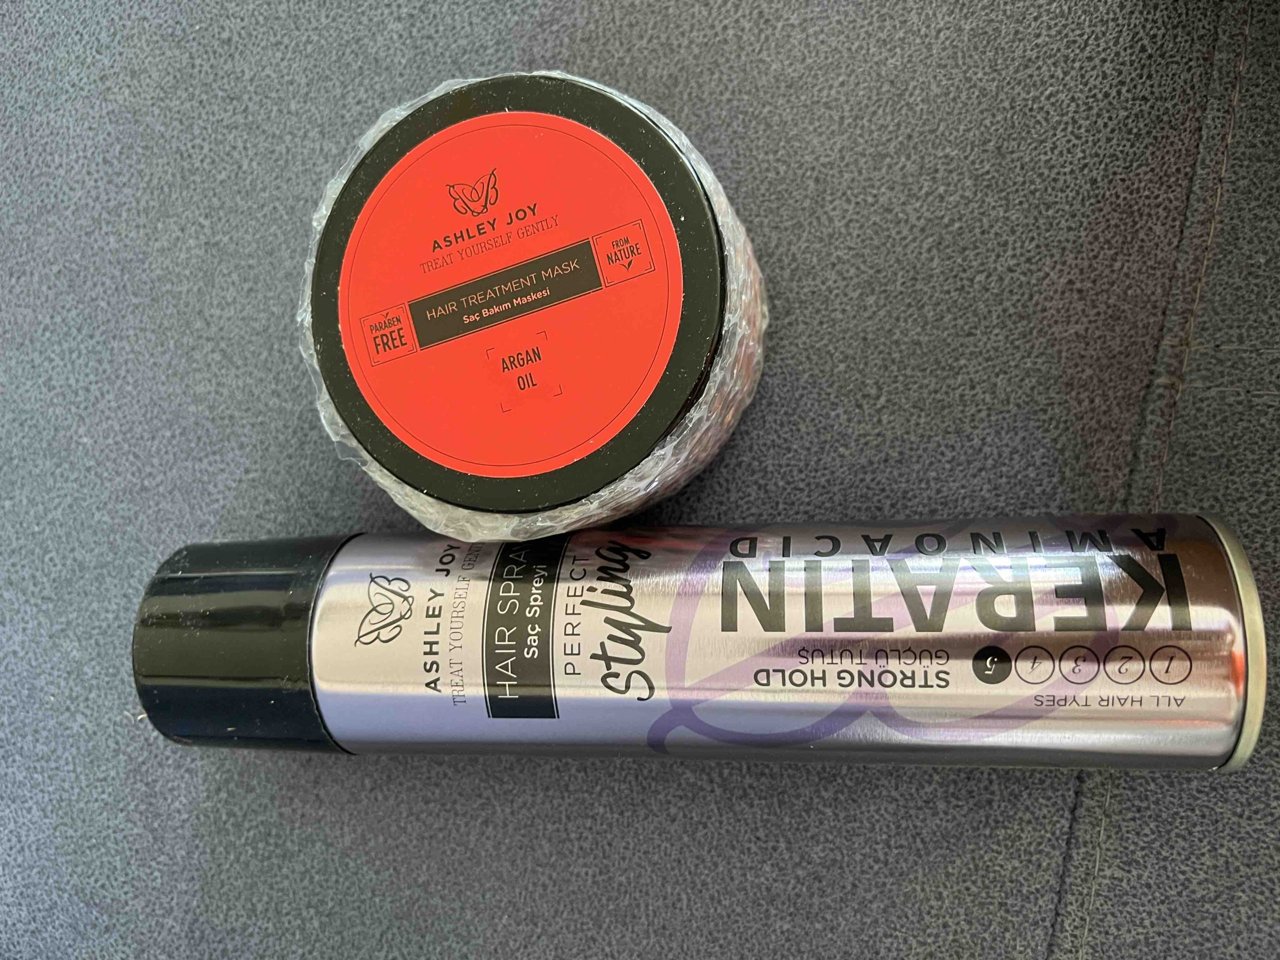 ASHLEY JOY
TREAT YOURSELF GENTLY
FROM
NATURE
HAIR TREATMENT MASK
Saç Bakım Maskesi
PARABEN
FREE
ARGAN
OIL
ASHLEY JOY
TREAT YOURSELF GENTLY
HAIR SPRAY
Saç Spreyi
PERFECT
Styling
KERATIN
AMINOACID
STRONG HOLD
GÜÇLÜ TUTUŞ
1 2 3 4 5
ALL HAIR TYPES